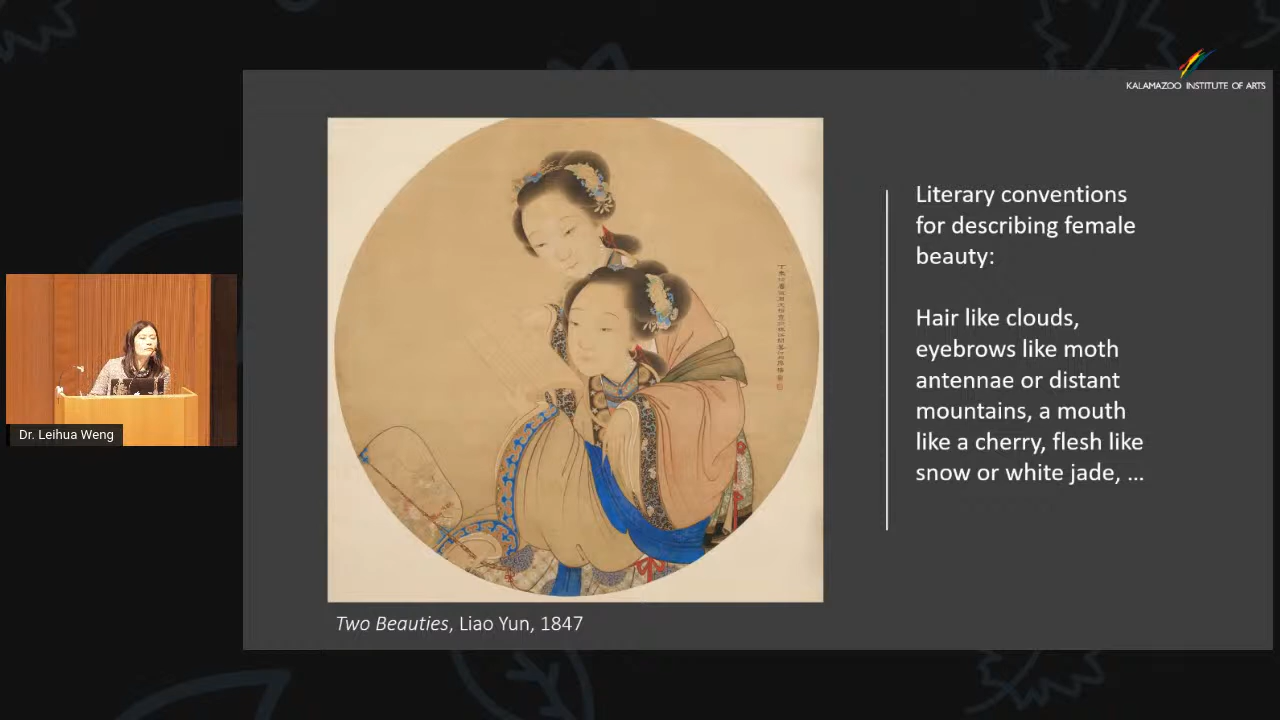 KALAMAZOO INSTITUTE OF ARTS
Literary conventions
for describing female
beauty:
Hair like clouds,
eyebrows like moth
antennae or distant
mountains, a mouth
like a cherry, flesh like
snow or white jade, ...
Two Beauties, Liao Yun, 1847
Dr. Leihua Weng